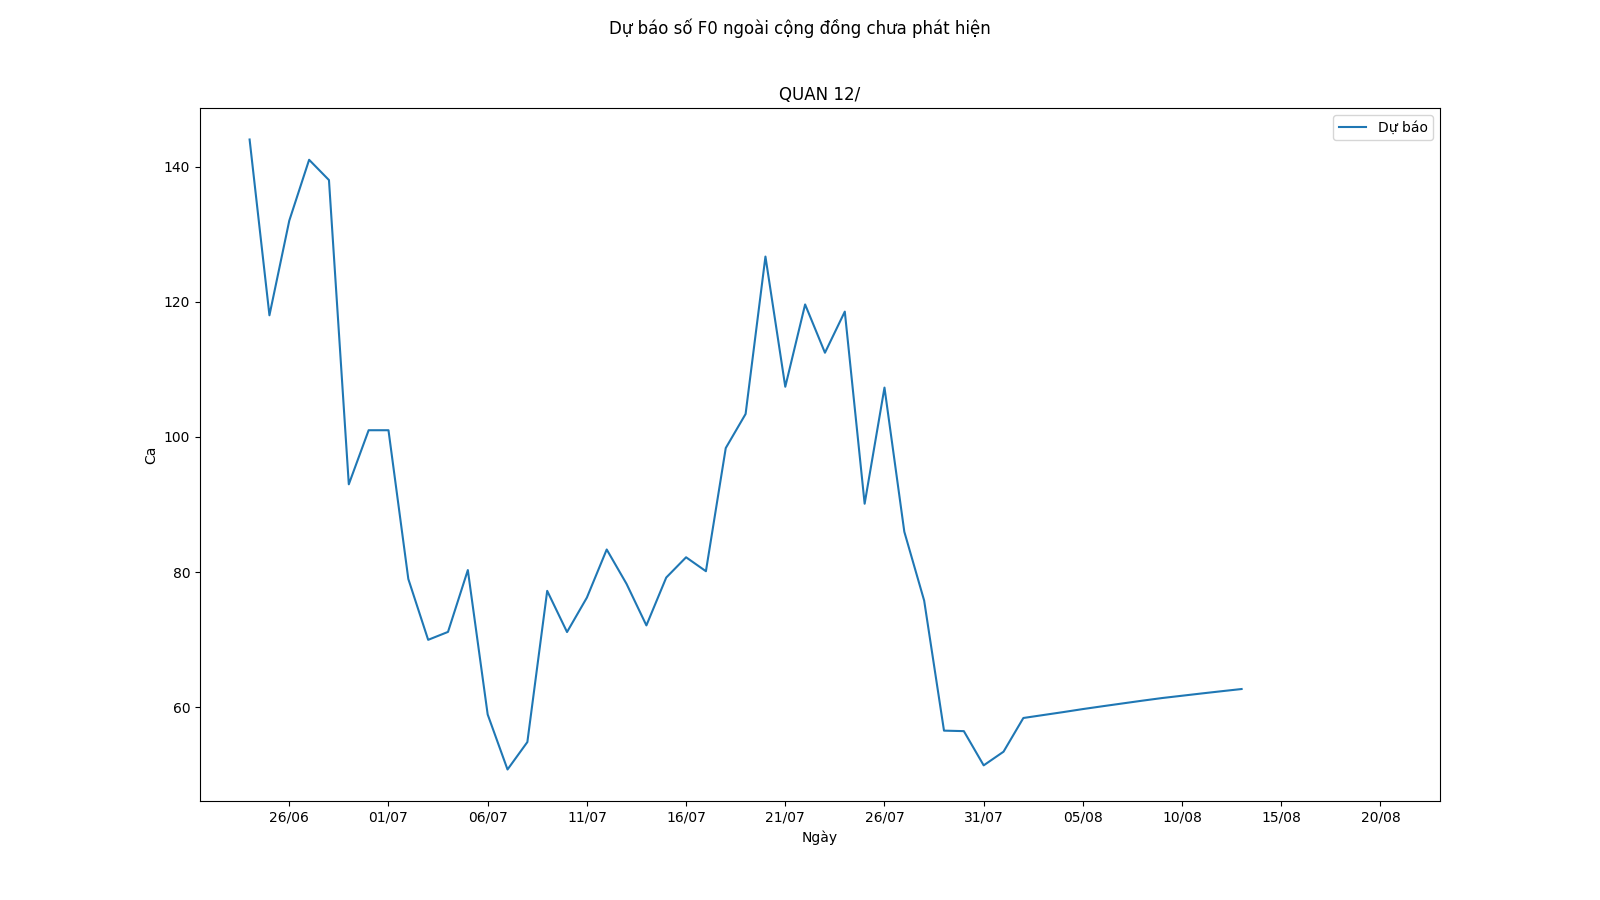 Dự báo số F0 ngoài cộng đồng chưa phát hiện
QUAN 12/
Dự báo
140
120
100
80
60
Ca
26/06 01/07 06/07 11/07 16/07 21/07 26/07 31/07 05/08 10/08 15/08 20/08
Ngày